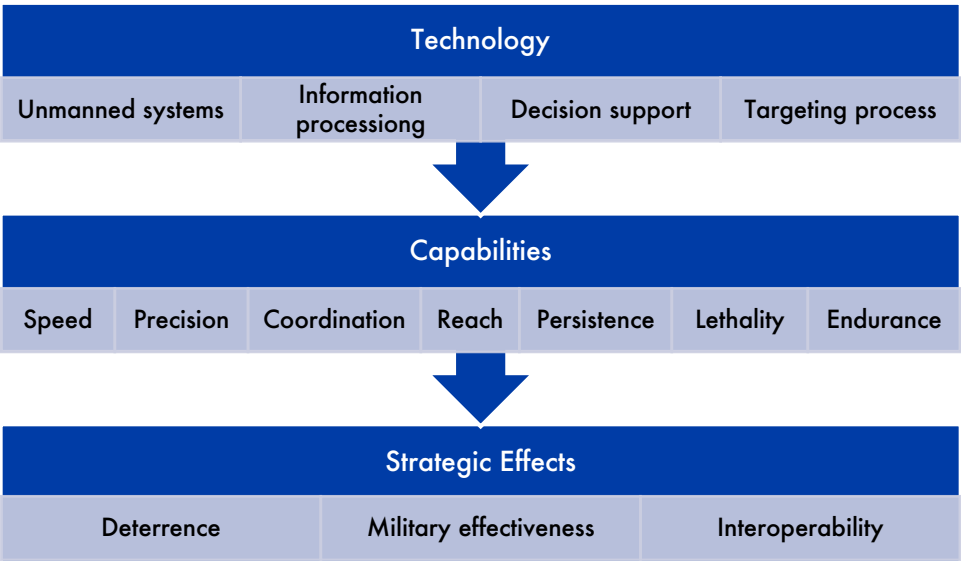 Technology
Unmanned systems
Information
processiong
Decision support
Targeting process
Capabilities
Speed
Precision
Coordination
Reach
Persistence
Lethality
Endurance
Strategic Effects
Deterrence
Military effectiveness
Interoperability